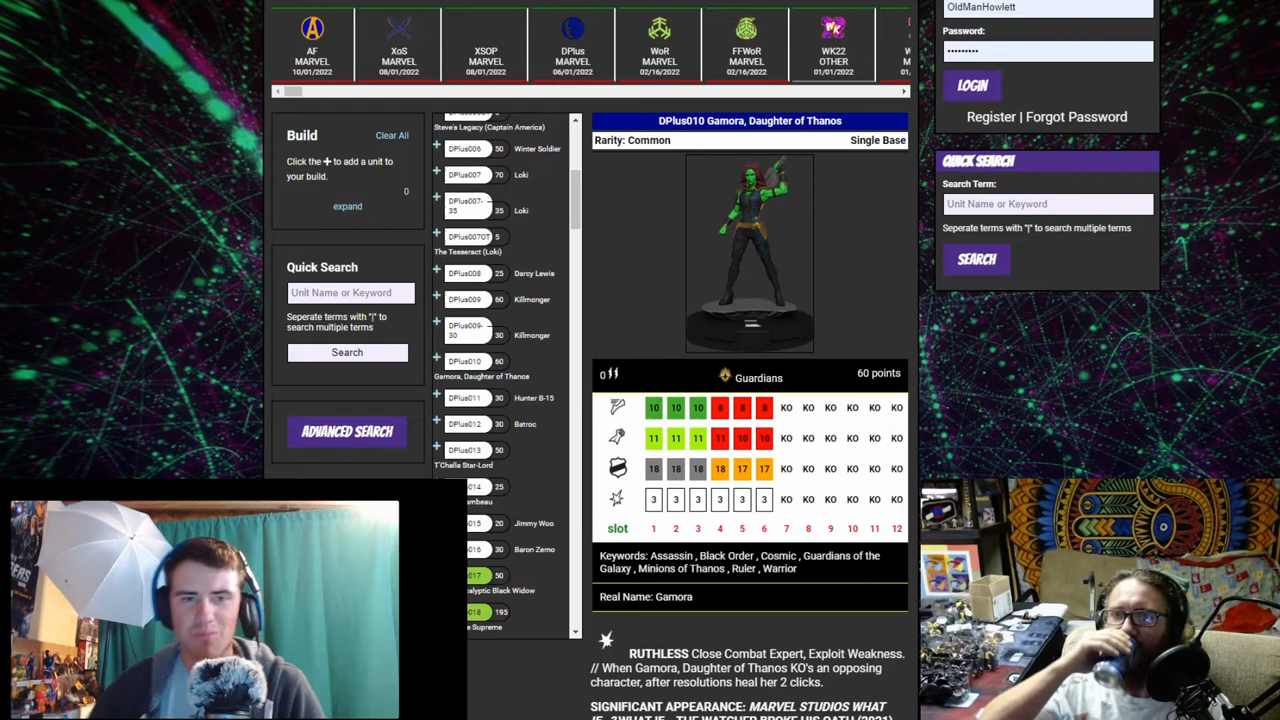 AF
MARVEL
10/01/2022
XoS
MARVEL
08/01/2022
XSOP
MARVEL
08/01/2022
DPlus
MARVEL
06/01/2022
WoR
MARVEL
02/16/2022
FFWoR
MARVEL
02/16/2022
WK22
OTHER
01/01/2022
OldManHowlett
Password:
LOGIN
Register | Forgot Password
QUICK SEARCH
Search Term:
Unit Name or Keyword
Seperate terms with "|" to search multiple terms
SEARCH
Build
Clear All
Click the + to add a unit to
your build.
0
expand
Quick Search
Unit Name or Keyword
Seperate terms with "|" to
search multiple terms
Search
ADVANCED SEARCH
Steve's Legacy (Captain America)
DPlus006 50 Winter Soldier
DPlus007 70 Loki
DPlus007-
35 35 Loki
DPlus007OT 5
The Tesseract (Loki)
DPlus008 25 Darcy Lewis
DPlus009 60 Killmonger
DPlus009-
30 30 Killmonger
DPlus010 60
Gamora, Daughter of Thanos
DPlus011 30 Hunter B-15
DPlus012 30 Batroc
DPlus013 50
T'Challa Star-Lord
014 25
ambeau
015 20 Jimmy Woo
016 30 Baron Zemo
017 50
calyptic Black Widow
018 195
e Supreme
DPlus010 Gamora, Daughter of Thanos
Rarity: Common Single Base
0 Guardians 60 points
10 10 10 8 8 8 KO KO KO KO KO KO
11 11 11 11 10 10 KO KO KO KO KO KO
18 18 18 18 17 17 KO KO KO KO KO KO
3 3 3 3 3 3 KO KO KO KO KO KO
slot 1 2 3 4 5 6 7 8 9 10 11 12
Keywords: Assassin , Black Order , Cosmic , Guardians of the
Galaxy , Minions of Thanos , Ruler , Warrior
Real Name: Gamora
RUTHLESS Close Combat Expert, Exploit Weakness.
// When Gamora, Daughter of Thanos KO's an opposing
character, after resolutions heal her 2 clicks.
SIGNIFICANT APPEARANCE: MARVEL STUDIOS WHAT